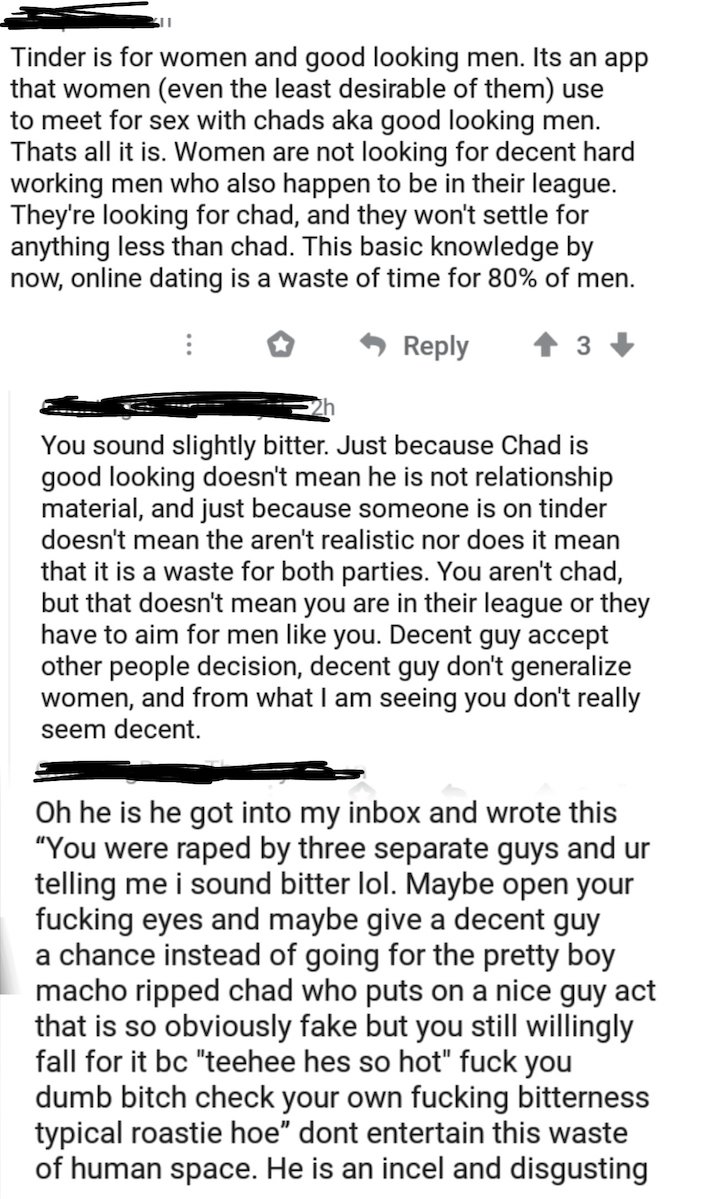 Tinder is for women and good looking men. Its an app
that women (even the least desirable of them) use
to meet for sex with chads aka good looking men.
Thats all it is. Women are not looking for decent hard
working men who also happen to be in their league.
They're looking for chad, and they won't settle for
anything less than chad. This basic knowledge by
now, online dating is a waste of time for 80% of men.
Reply 3
2h
You sound slightly bitter. Just because Chad is
good looking doesn't mean he is not relationship
material, and just because someone is on tinder
doesn't mean the aren't realistic nor does it mean
that it is a waste for both parties. You aren't chad,
but that doesn't mean you are in their league or they
have to aim for men like you. Decent guy accept
other people decision, decent guy don't generalize
women, and from what I am seeing you don't really
seem decent.
Oh he is he got into my inbox and wrote this
“You were raped by three separate guys and ur
telling me i sound bitter lol. Maybe open your
fucking eyes and maybe give a decent guy
a chance instead of going for the pretty boy
macho ripped chad who puts on a nice guy act
that is so obviously fake but you still willingly
fall for it bc "teehee hes so hot" fuck you
dumb bitch check your own fucking bitterness
typical roastie hoe” dont entertain this waste
of human space. He is an incel and disgusting